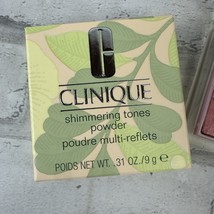 CLINIQUE
shimmering tones
powder
poudre multi-reflets
POIDS NET WT. .31 OZ/9 g ℮